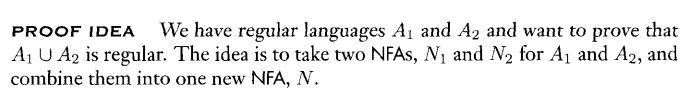 PROOF IDEA We have regular languages A₁ and A₂ and want to prove that
A₁ ∪ A₂ is regular. The idea is to take two NFAs, N₁ and N₂ for A₁ and A₂, and
combine them into one new NFA, N.